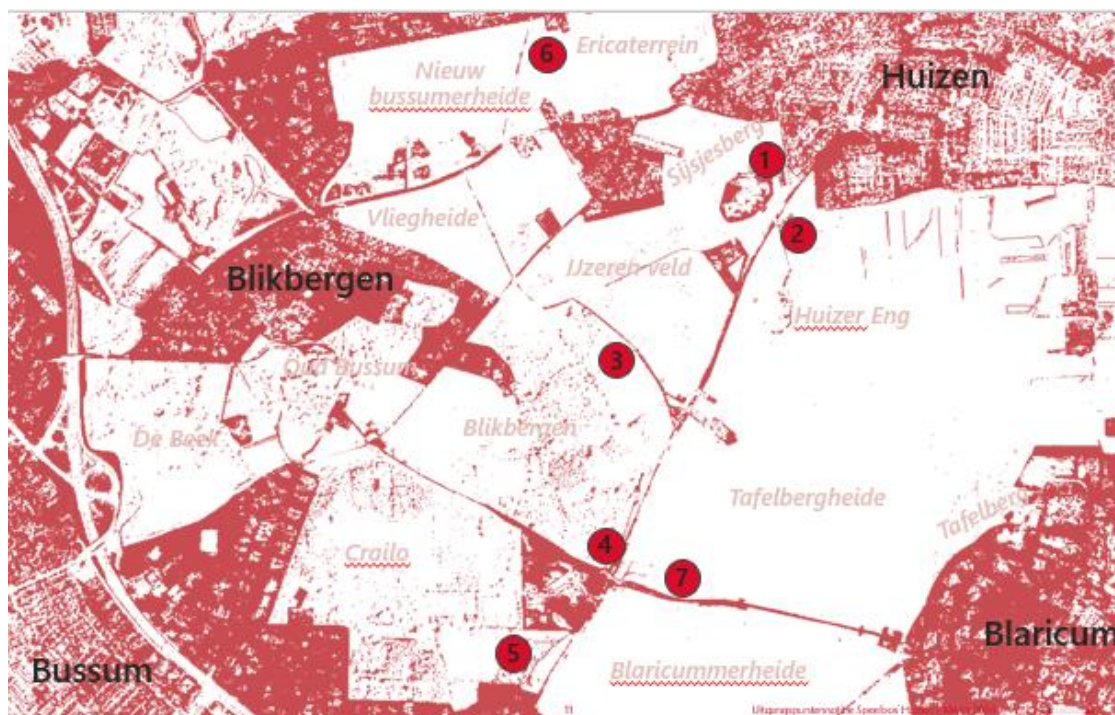 6
Ericaterrein
Huizen
Nieuw
bussumerheide
Sijsjesberg
1
Vliegheide
2
Blikbergen
IJzeren veld
Huizer Eng
3
Oud Bussum
De Beek
Blikbergen
Tafelbergheide
Tafelberg
Crailo
4
7
Blaricum
5
Bussum
Blaricummerheide
11